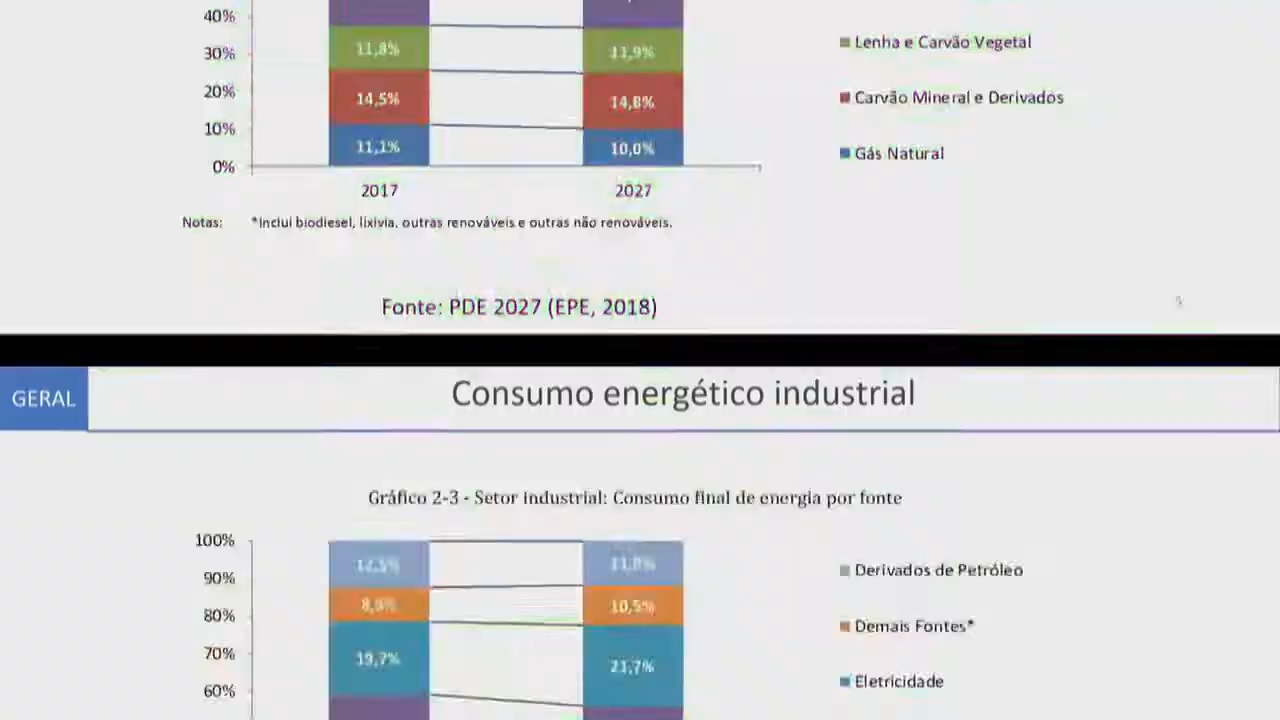 40%
30% 11,8% 11,9% Lenha e Carvão Vegetal
20% 14,5% 14,8% Carvão Mineral e Derivados
10% 11,1% 10,0% Gás Natural
0%
2017 2027
Notas: *Inclui biodiesel, lixívia, outras renováveis e outras não renováveis.
Fonte: PDE 2027 (EPE, 2018)
GERAL Consumo energético industrial
Gráfico 2-3 - Setor industrial: Consumo final de energia por fonte
100%
90% Derivados de Petróleo
80% 10,5% Demais Fontes*
70% 21,7% Eletricidade
60%